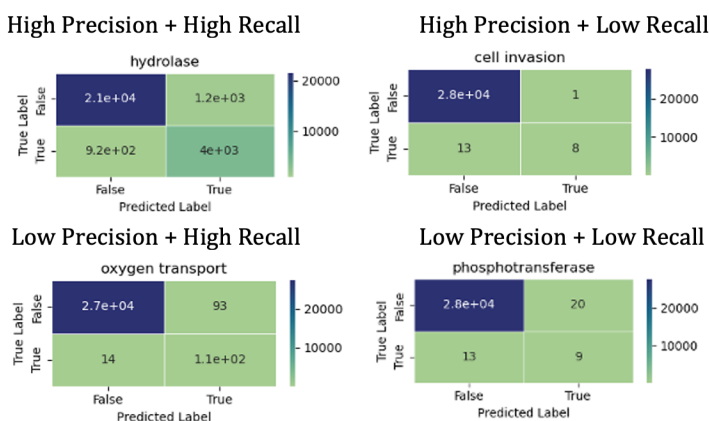 High Precision + High Recall
hydrolase
True Label
False
True
2.1e+04
1.2e+03
9.2e+02
4e+03
20000
10000
False
True
Predicted Label
High Precision + Low Recall
cell invasion
True Label
False
True
2.8e+04
1
13
8
20000
10000
False
True
Predicted Label
Low Precision + High Recall
oxygen transport
True Label
False
True
2.7e+04
93
14
1.1e+02
20000
10000
False
True
Predicted Label
Low Precision + Low Recall
phosphotransferase
True Label
False
True
2.8e+04
20
13
9
20000
10000
False
True
Predicted Label